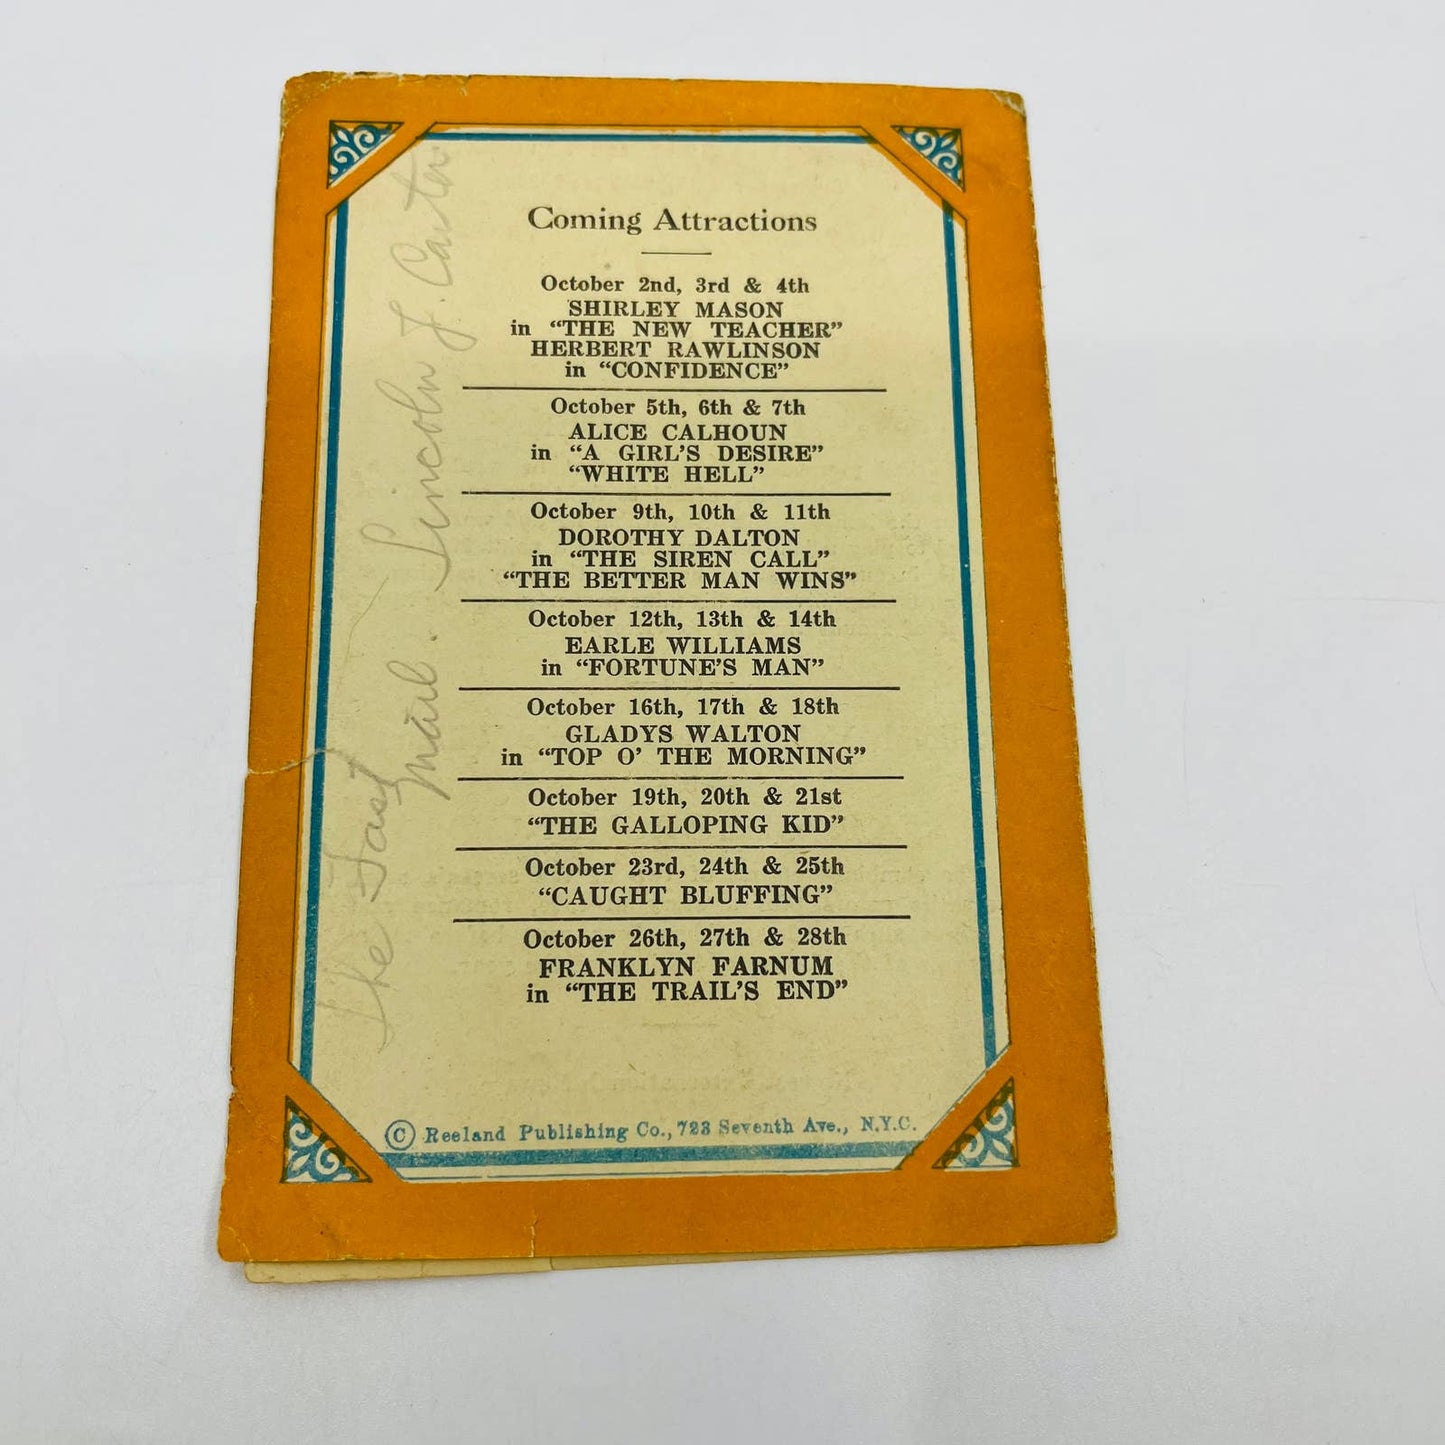 Coming Attractions
October 2nd, 3rd & 4th
SHIRLEY MASON
in “THE NEW TEACHER”
HERBERT RAWLINSON
in “CONFIDENCE”
October 5th, 6th & 7th
ALICE CALHOUN
in “A GIRL'S DESIRE”
“WHITE HELL”
October 9th, 10th & 11th
DOROTHY DALTON
in “THE SIREN CALL”
“THE BETTER MAN WINS”
October 12th, 13th & 14th
EARLE WILLIAMS
in “FORTUNE'S MAN”
October 16th, 17th & 18th
GLADYS WALTON
in “TOP O' THE MORNING”
October 19th, 20th & 21st
“THE GALLOPING KID”
October 23rd, 24th & 25th
“CAUGHT BLUFFING”
October 26th, 27th & 28th
FRANKLYN FARNUM
in “THE TRAIL'S END”
© Reeland Publishing Co., 723 Seventh Ave., N.Y.C.
The Fast
Mail. Lincoln J. Carter